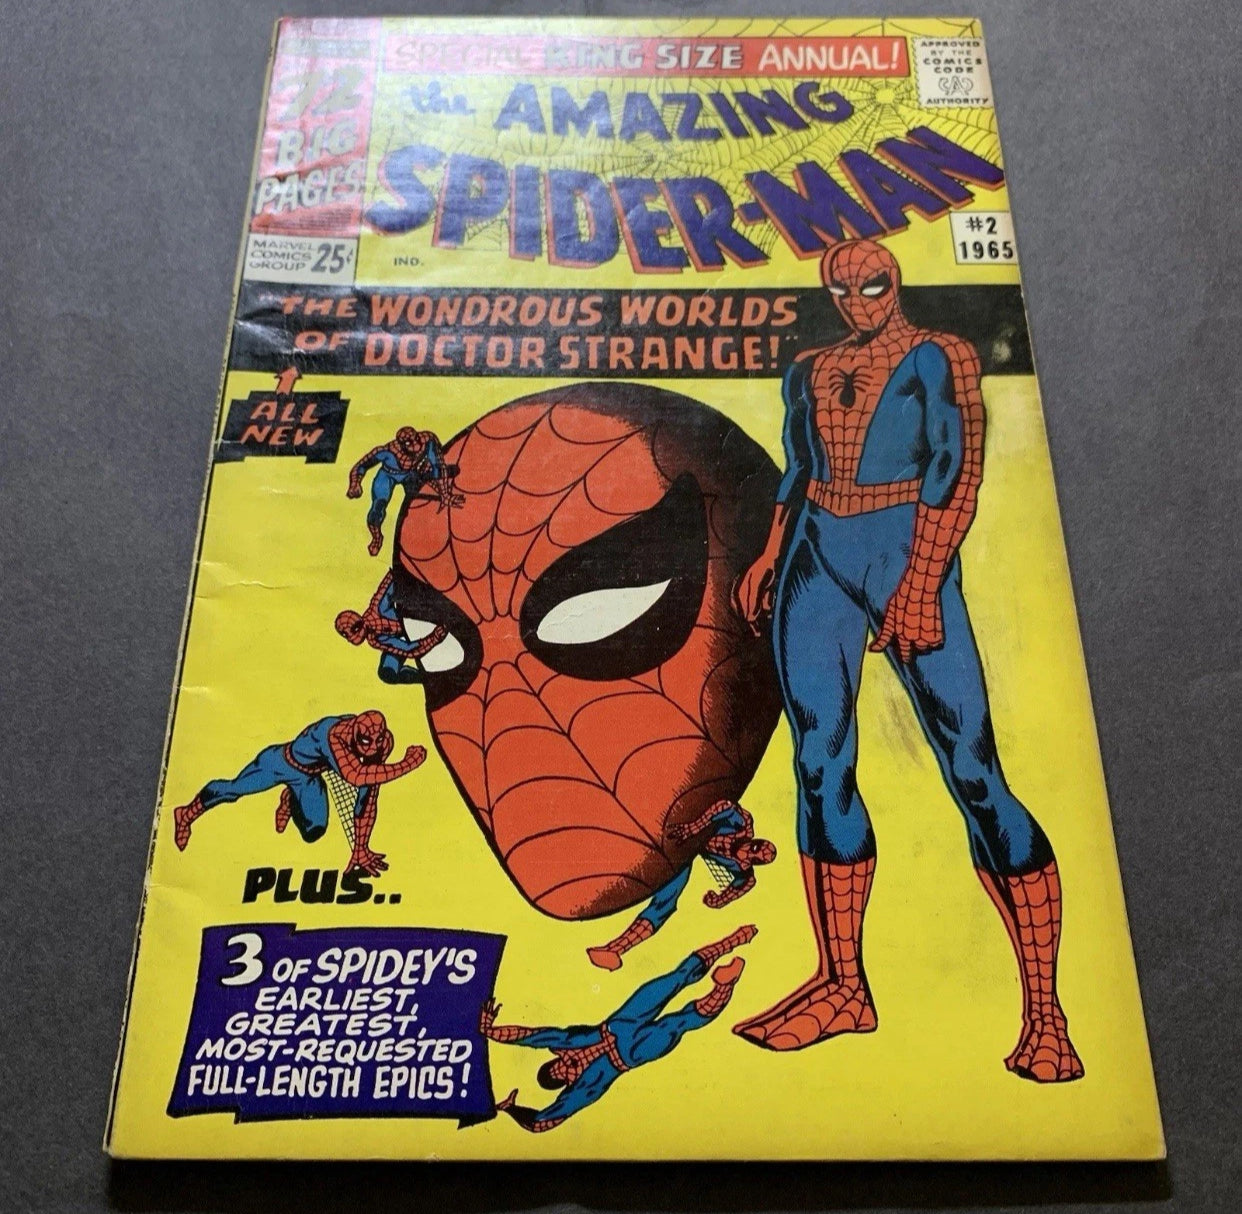 SPECIAL KING SIZE ANNUAL!
72
BIG
PAGES
APPROVED
BY THE
COMICS
CODE
CA
AUTHORITY
the AMAZING
SPIDER-MAN
MARVEL
COMICS
GROUP
25¢
IND.
#2
1965
THE WONDROUS WORLDS
OF DOCTOR STRANGE!"
ALL
NEW
PLUS..
3 OF SPIDEY'S
EARLIEST,
GREATEST,
MOST-REQUESTED
FULL-LENGTH EPICS!